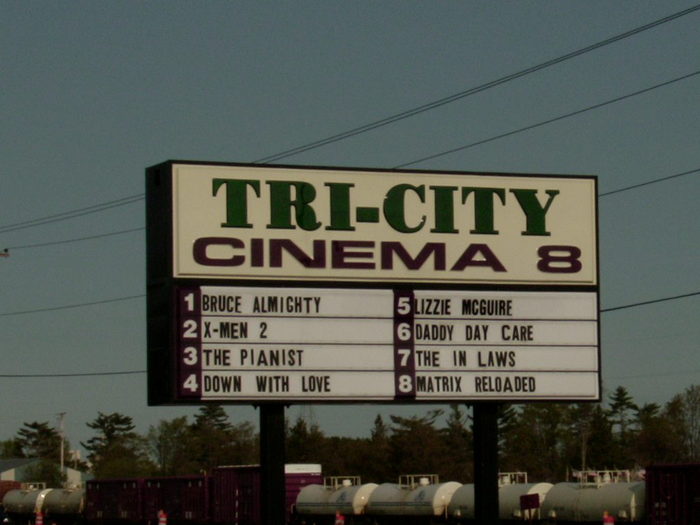 TRI-CITY
CINEMA 8
1 BRUCE ALMIGHTY
2 X-MEN 2
3 THE PIANIST
4 DOWN WITH LOVE
5 LIZZIE MCGUIRE
6 DADDY DAY CARE
7 THE IN LAWS
8 MATRIX RELOADED